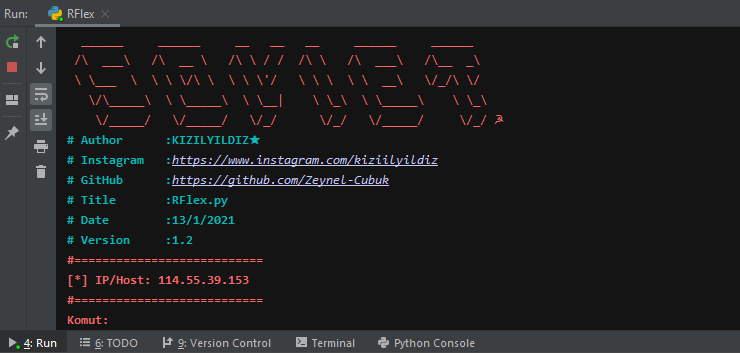 Run: RFlex
SOVIET ☭
# Author :KIZILYILDIZ★
# Instagram :https://www.instagram.com/kiziilyildiz
# GitHub :https://github.com/Zeynel-Cubuk
# Title :RFlex.py
# Date :13/1/2021
# Version :1.2
#===========================
[*] IP/Host: 114.55.39.153
#===========================
Komut:
4: Run 6: TODO 9: Version Control Terminal Python Console